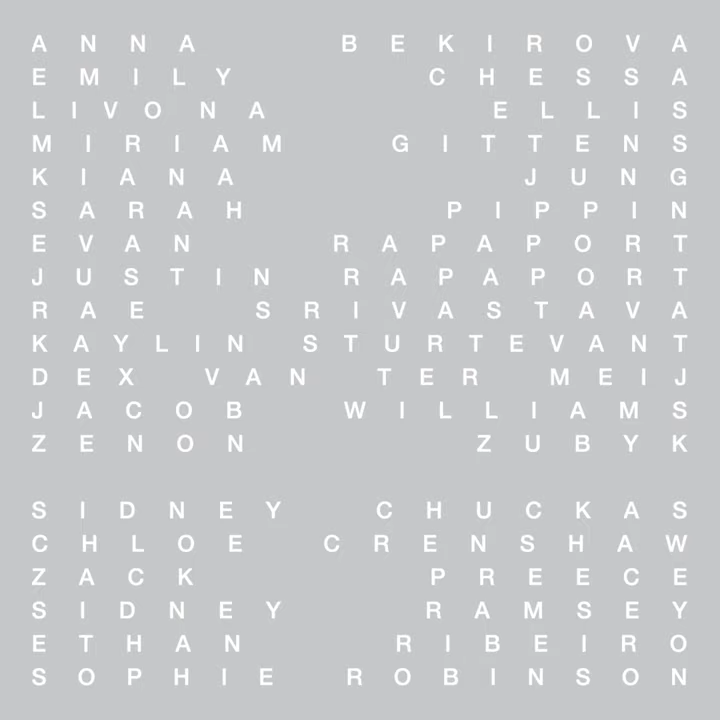 ANNA BEKIROVA
EMILY CHESSA
LIVONA ELLIS
MIRIAM GITTENS
KIANA JUNG
SARAH PIPPIN
EVAN RAPAPORT
JUSTIN RAPAPORT
RAE SRIVASTAVA
KAYLIN STURTEVANT
DEX VAN TER MEIJ
JACOB WILLIAMS
ZENON ZUBYK
SIDNEY CHUCKAS
CHLOE CRENSHAW
ZACK PREECE
SIDNEY RAMSEY
ETHAN RIBEIRO
SOPHIE ROBINSON